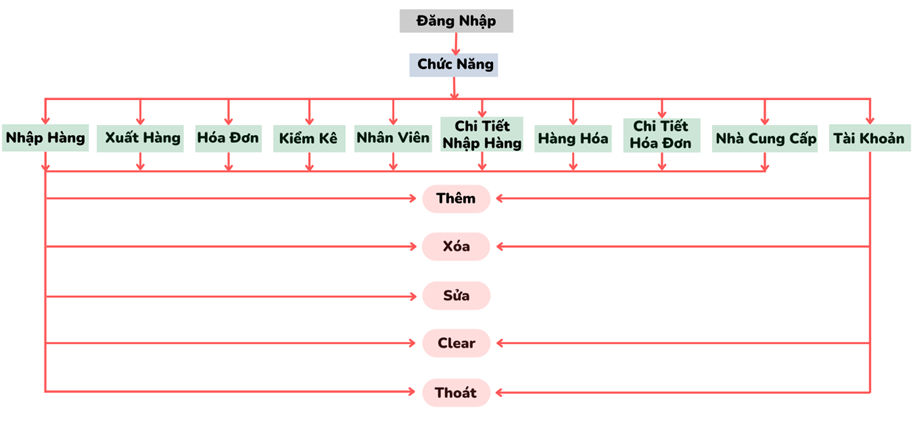 Đăng Nhập
Chức Năng
Nhập Hàng
Xuất Hàng
Hóa Đơn
Kiểm Kê
Nhân Viên
Chi Tiết
Nhập Hàng
Hàng Hóa
Chi Tiết
Hóa Đơn
Nhà Cung Cấp
Tài Khoản
Thêm
Xóa
Sửa
Clear
Thoát